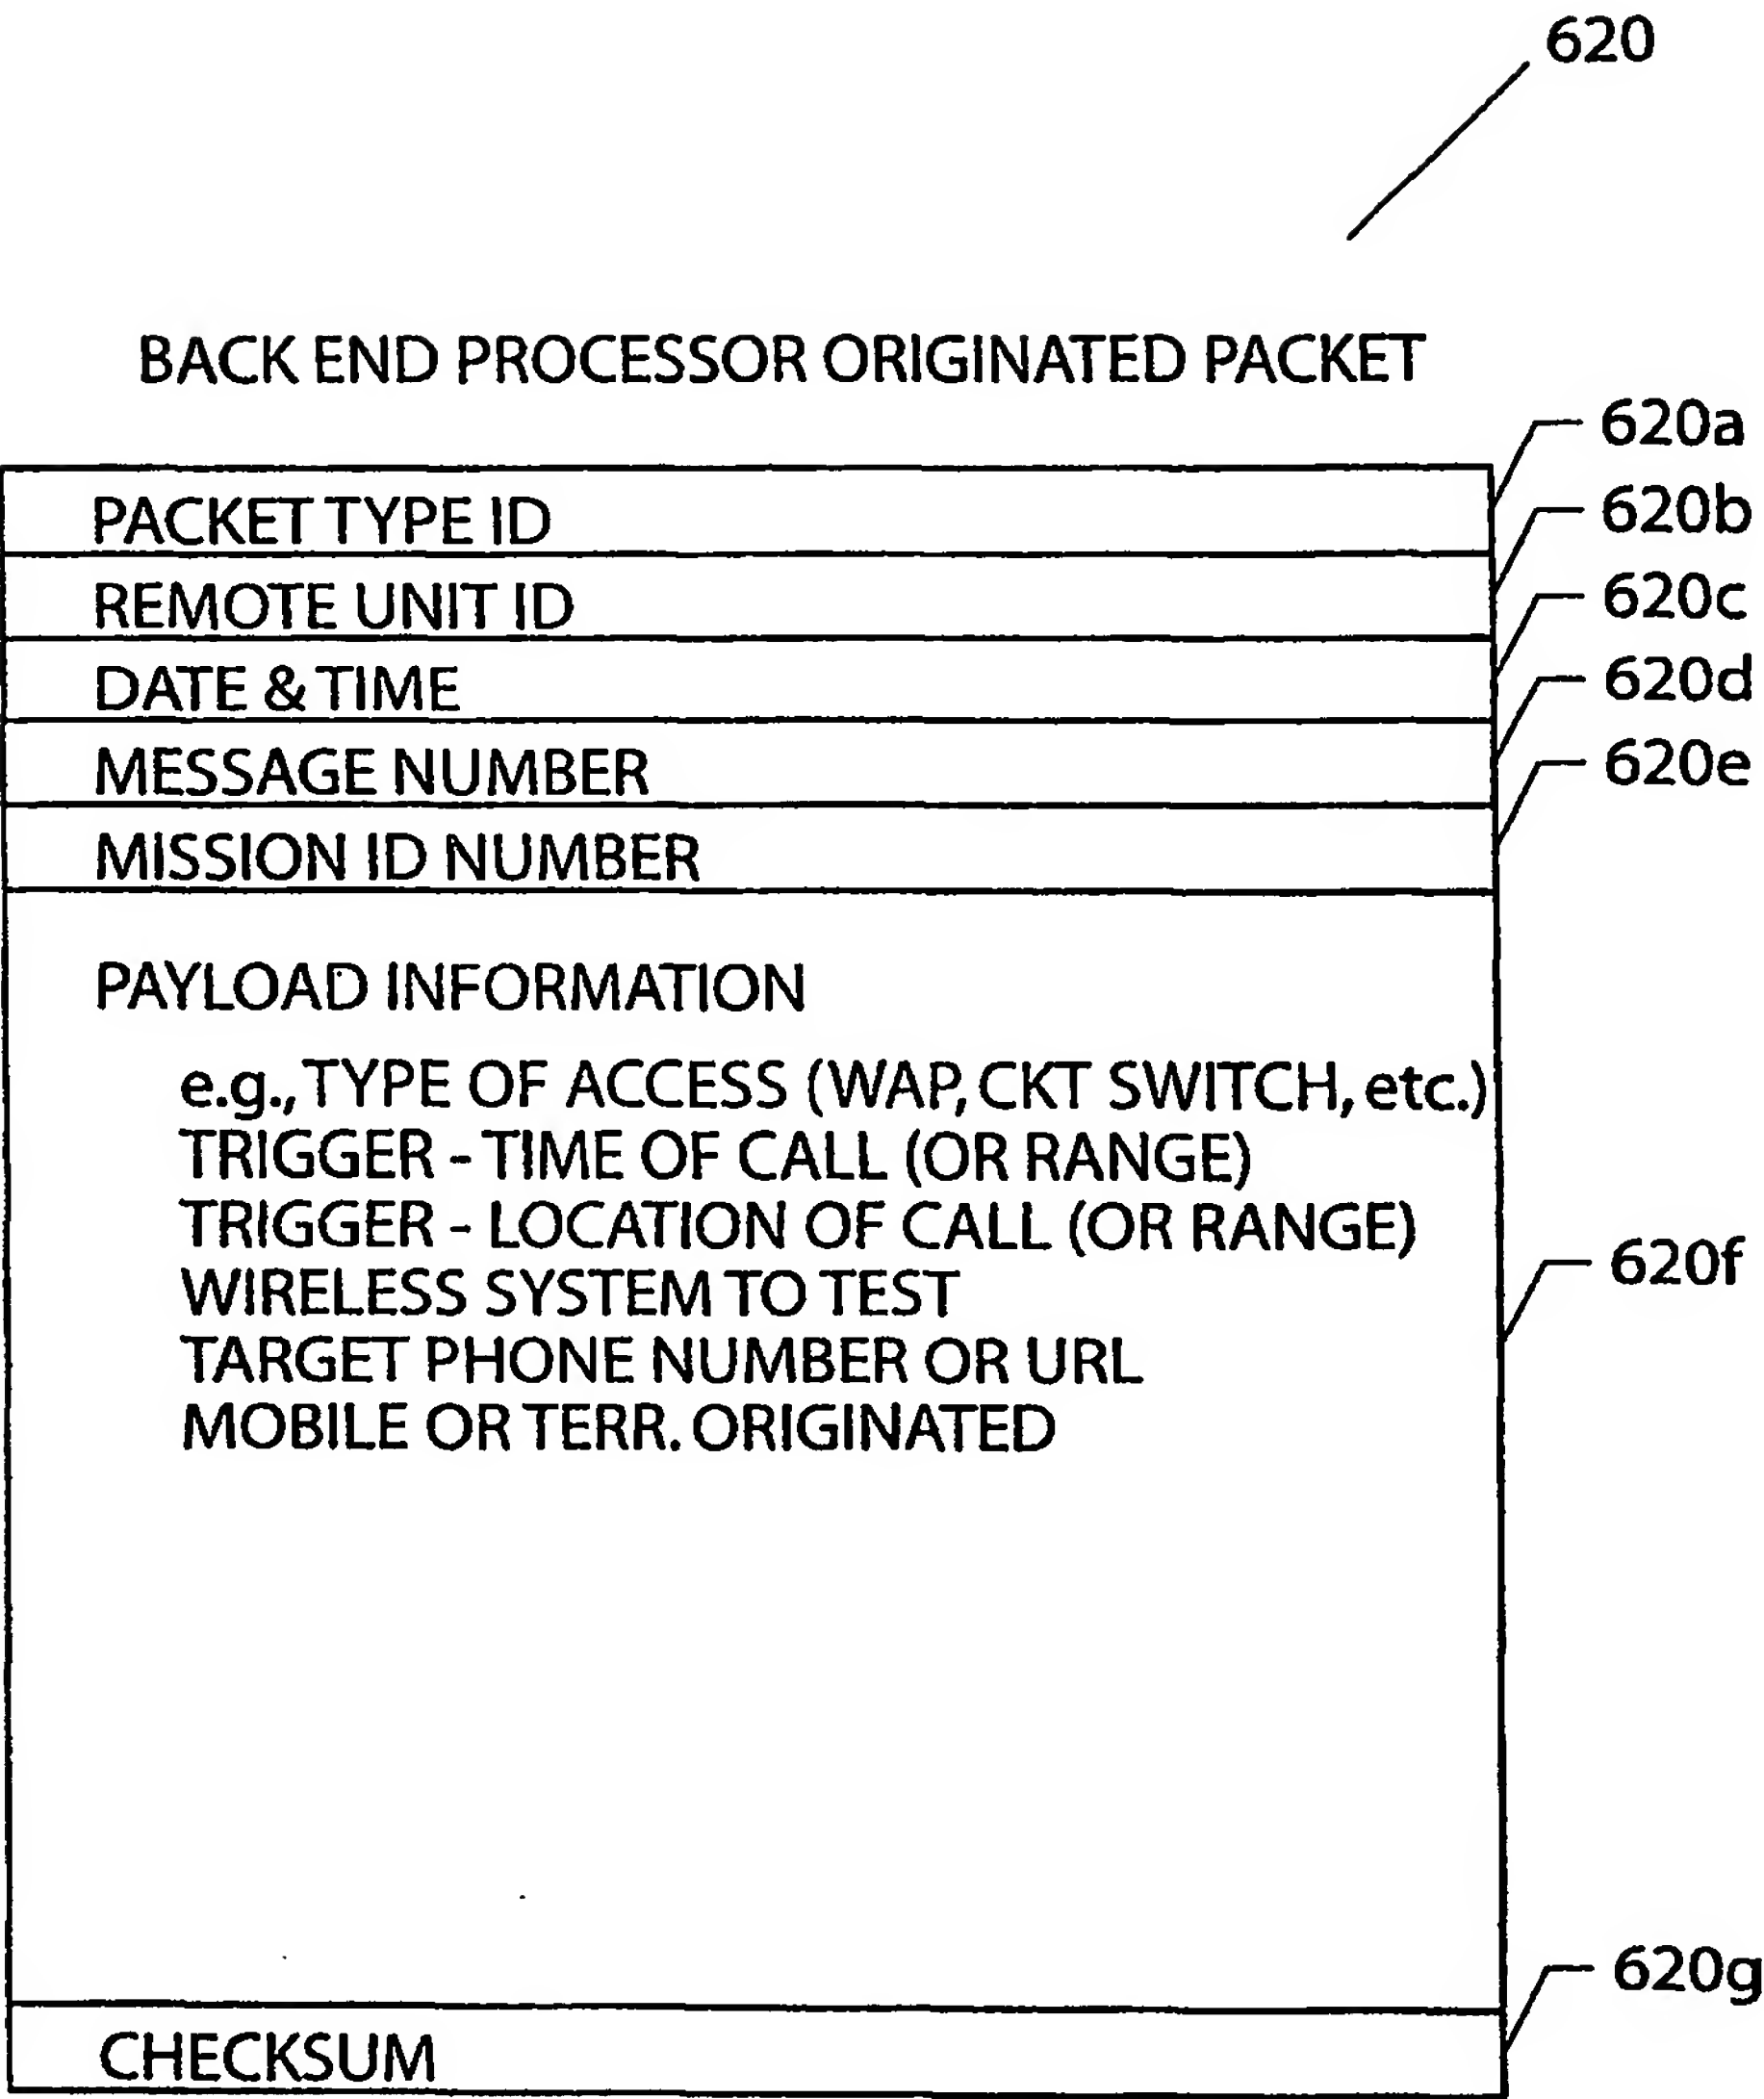 620
BACK END PROCESSOR ORIGINATED PACKET
620a
PACKET TYPE ID
620b
REMOTE UNIT ID
620c
DATE & TIME
620d
MESSAGE NUMBER
620e
MISSION ID NUMBER
PAYLOAD INFORMATION
e.g., TYPE OF ACCESS (WAP, CKT SWITCH, etc.)
TRIGGER - TIME OF CALL (OR RANGE)
TRIGGER - LOCATION OF CALL (OR RANGE)
620f
WIRELESS SYSTEM TO TEST
TARGET PHONE NUMBER OR URL
MOBILE OR TERR. ORIGINATED
620g
CHECKSUM